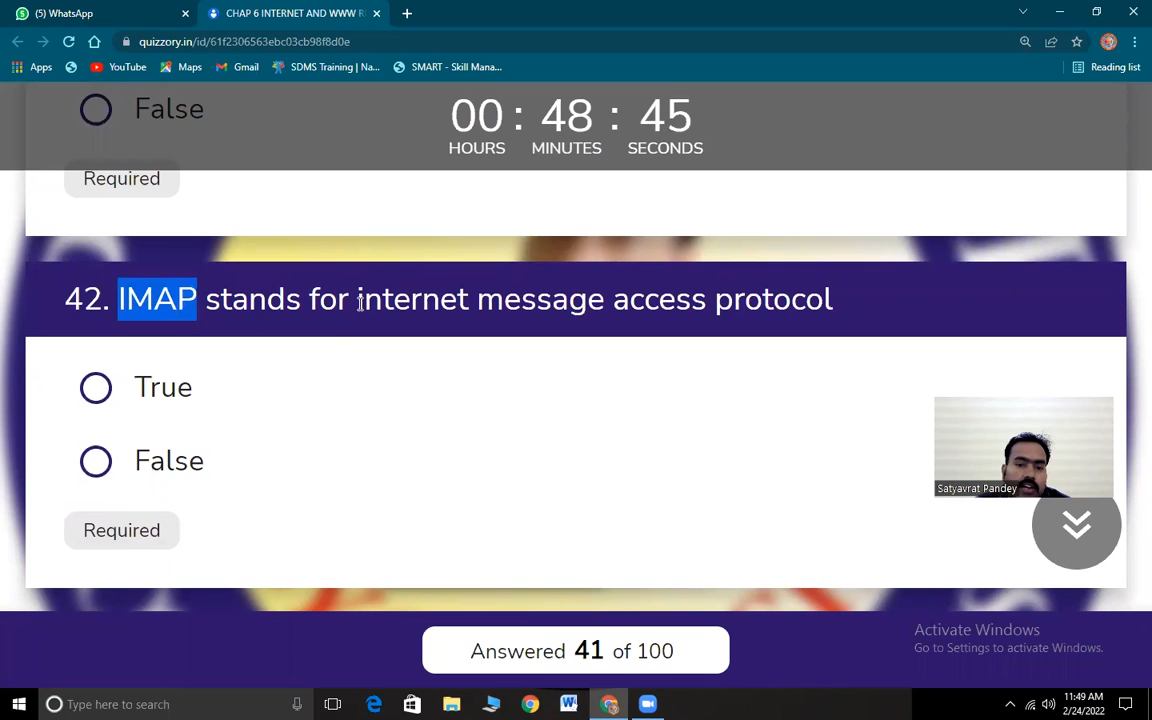 (5) WhatsApp
CHAP 6 INTERNET AND WWW R
quizzory.in/id/61f2306563ebc03cb98f8d0e
Apps
YouTube
Maps
Gmail
SDMS Training | Na...
SMART - Skill Mana...
Reading list
False
00 : 48 : 45
HOURS MINUTES SECONDS
Required
42. IMAP stands for internet message access protocol
True
False
Required
Satyavrat Pandey
Answered 41 of 100
Activate Windows
Go to Settings to activate Windows.
Type here to search
11:49 AM
2/24/2022